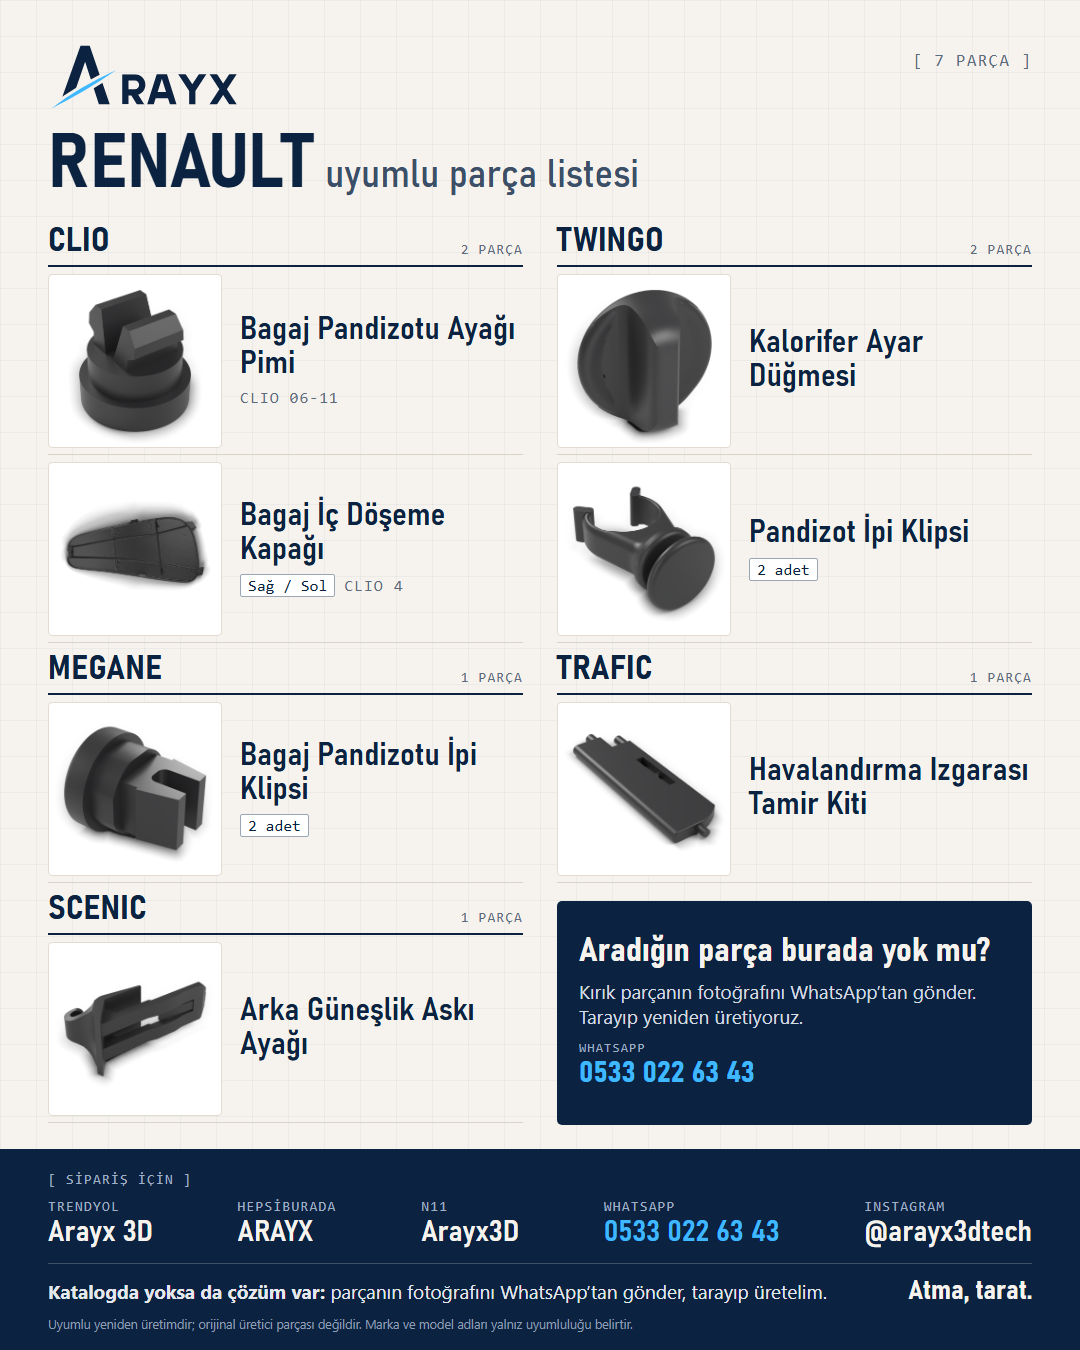 ARAYX
[ 7 PARÇA ]
RENAULT uyumlu parça listesi
CLIO
2 PARÇA
Bagaj Pandizotu Ayağı
Pimi
CLIO 06-11
Bagaj İç Döşeme
Kapağı
Sağ / Sol CLIO 4
TWINGO
2 PARÇA
Kalorifer Ayar
Düğmesi
Pandizot İpi Klipsi
2 adet
MEGANE
1 PARÇA
Bagaj Pandizotu İpi
Klipsi
2 adet
TRAFIC
1 PARÇA
Havalandırma Izgarası
Tamir Kiti
SCENIC
1 PARÇA
Arka Güneşlik Askı
Ayağı
Aradığın parça burada yok mu?
Kırık parçanın fotoğrafını WhatsApp'tan gönder.
Tarayıp yeniden üretiyoruz.
WHATSAPP
0533 022 63 43
[ SİPARİŞ İÇİN ]
TRENDYOL
Arayx 3D
HEPSİBURADA
ARAYX
N11
Arayx3D
WHATSAPP
0533 022 63 43
INSTAGRAM
@arayx3dtech
Katalogda yoksa da çözüm var: parçanın fotoğrafını WhatsApp'tan gönder, tarayıp üretelim.
Atma, tarat.
Uyumlu yeniden üretimdir; orijinal üretici parçası değildir. Marka ve model adları yalnız uyumluluğu belirtir.